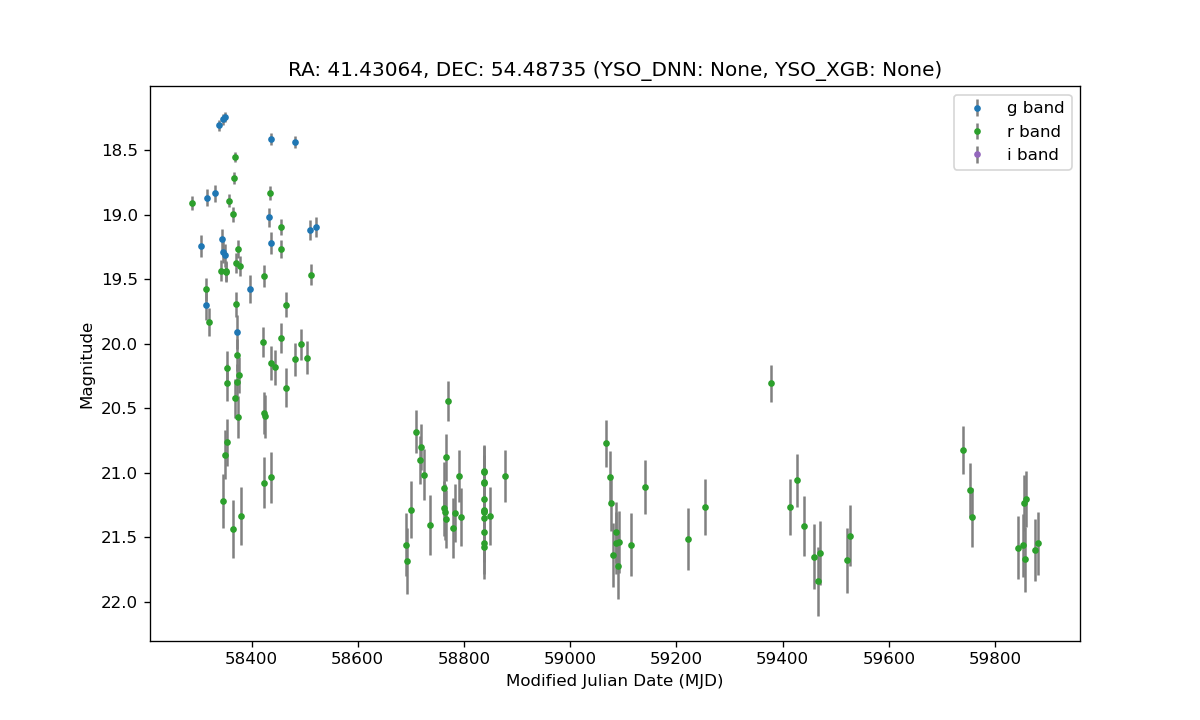 RA: 41.43064, DEC: 54.48735 (YSO_DNN: None, YSO_XGB: None)
g band
r band
i band
18.5
19.0
19.5
20.0
20.5
21.0
21.5
22.0
Magnitude
58400
58600
58800
59000
59200
59400
59600
59800
Modified Julian Date (MJD)